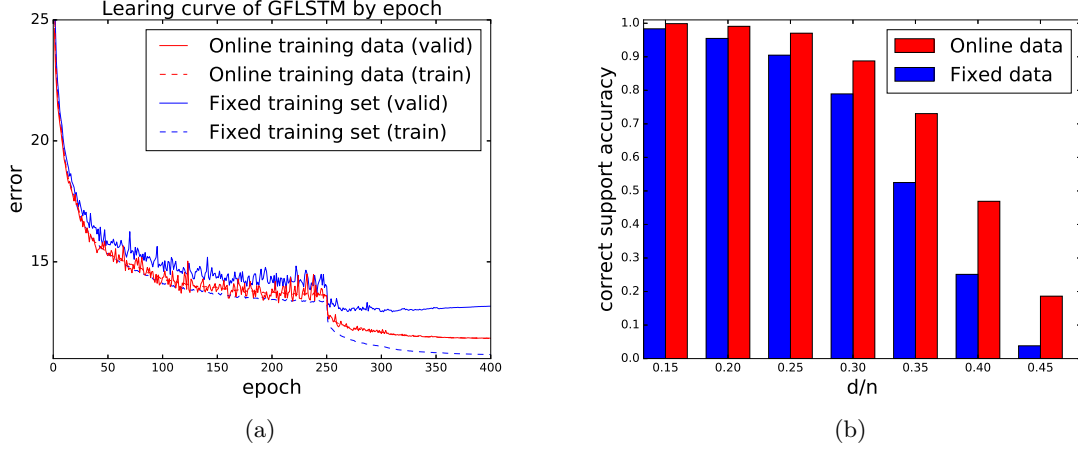 Learing curve of GFLSTM by epoch
25
20
15
error
Online training data (valid)
Online training data (train)
Fixed training set (valid)
Fixed training set (train)
0 50 100 150 200 250 300 350 400
epoch
(a)
1.0
0.9
0.8
0.7
0.6
0.5
0.4
0.3
0.2
0.1
0.0
correct support accuracy
Online data
Fixed data
0.15 0.20 0.25 0.30 0.35 0.40 0.45
d/n
(b)